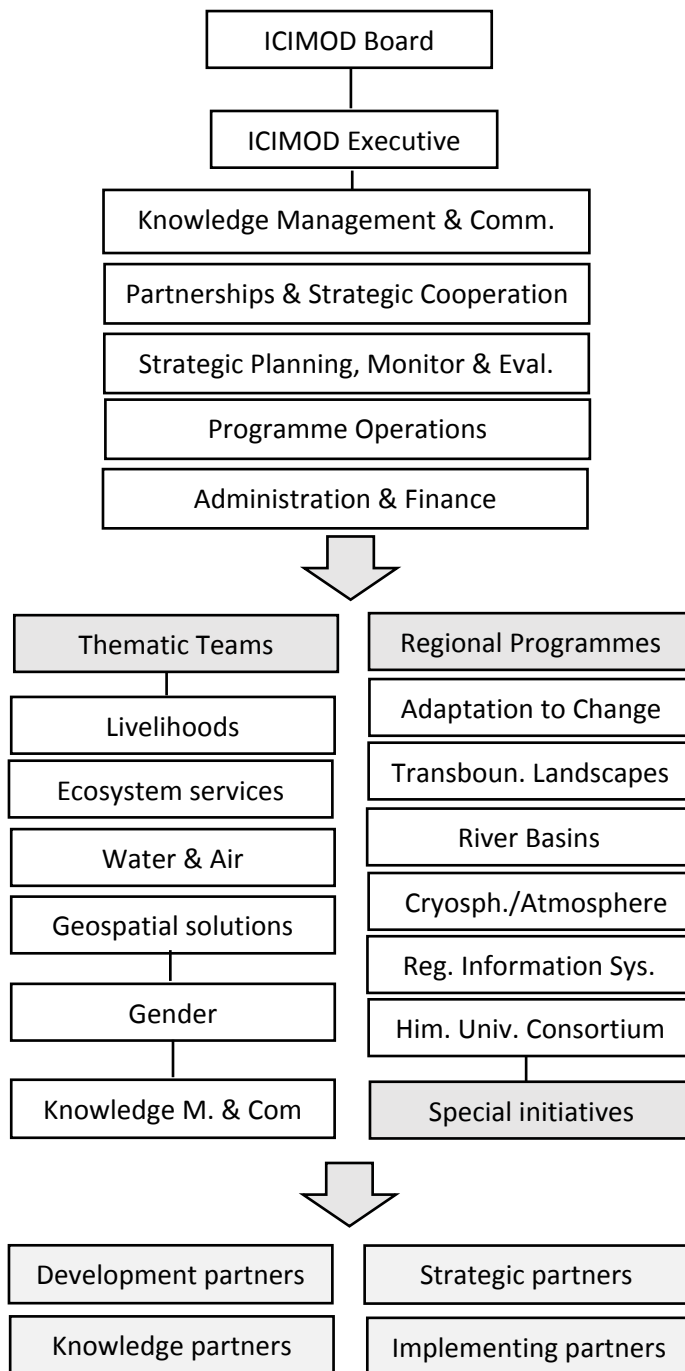 ICIMOD Board
ICIMOD Executive
Knowledge Management & Comm.
Partnerships & Strategic Cooperation
Strategic Planning, Monitor & Eval.
Programme Operations
Administration & Finance
Thematic Teams
Livelihoods
Ecosystem services
Water & Air
Geospatial solutions
Gender
Knowledge M. & Com
Regional Programmes
Adaptation to Change
Transboun. Landscapes
River Basins
Cryosph./Atmosphere
Reg. Information Sys.
Him. Univ. Consortium
Special initiatives
Development partners
Strategic partners
Knowledge partners
Implementing partners